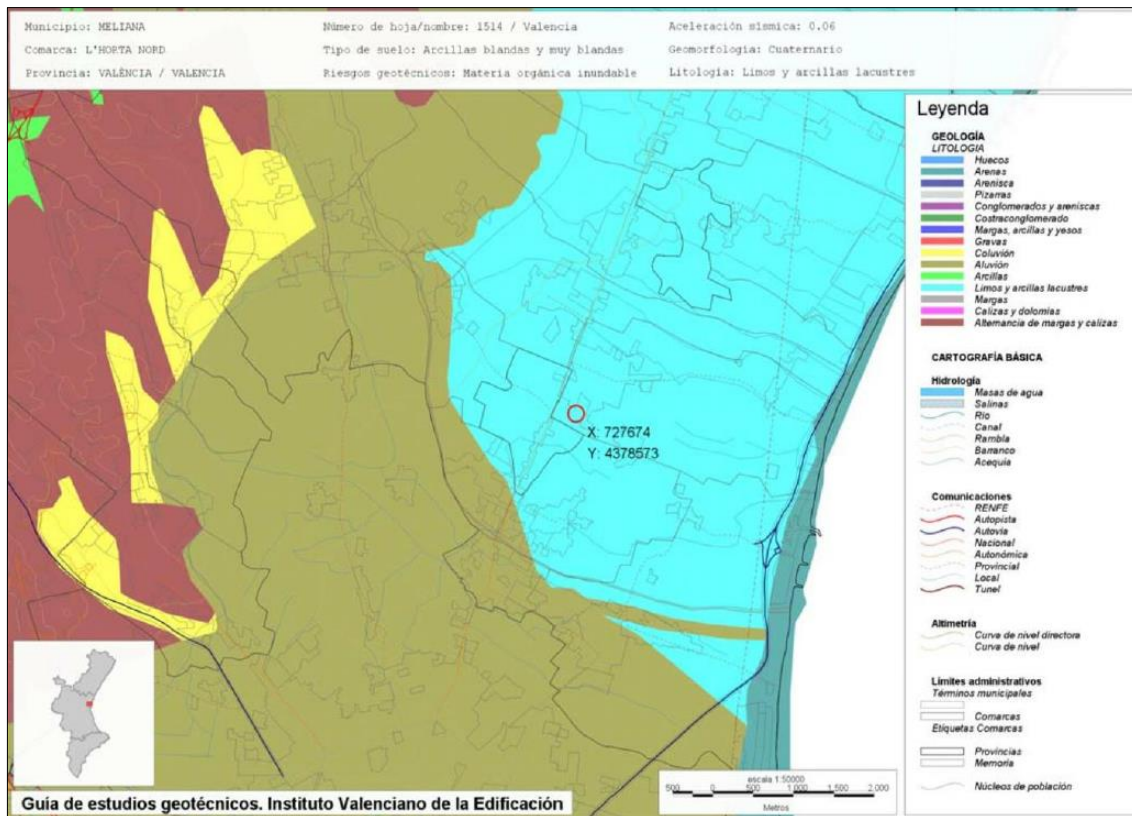 Municipio: MELIANA
Comarca: L'HORTA NORD
Provincia: VALÈNCIA / VALENCIA
Número de hoja/nombre: 1514 / Valencia
Tipo de suelo: Arcillas blandas y muy blandas
Riesgos geotécnicos: Materia orgánica inundable
Aceleración sísmica: 0.06
Geomorfología: Cuaternario
Litología: Limos y arcillas lacustres
X: 727674
Y: 4378573
Leyenda
GEOLOGÍA
LITOLOGIA
Huecos
Arenas
Arenisca
Pizarras
Conglomerados y areniscas
Costraconglomerado
Margas, arcillas y yesos
Gravas
Coluvión
Aluvión
Arcillas
Limos y arcillas lacustres
Margas
Calizas y dolomias
Alternancia de margas y calizas
CARTOGRAFÍA BÁSICA
Hidrología
Masas de agua
Salinas
Rio
Canal
Rambla
Barranco
Acequia
Comunicaciones
RENFE
Autopista
Autovia
Nacional
Autonómica
Provincial
Local
Tunel
Altimetría
Curva de nivel directora
Curva de nivel
Límites administrativos
Términos municipales
Comarcas
Etiquetas Comarcas
Provincias
Memoria
Núcleos de población
escala 1:50000
500 0 500 1.000 1.500 2.000
Metros
Guía de estudios geotécnicos. Instituto Valenciano de la Edificación